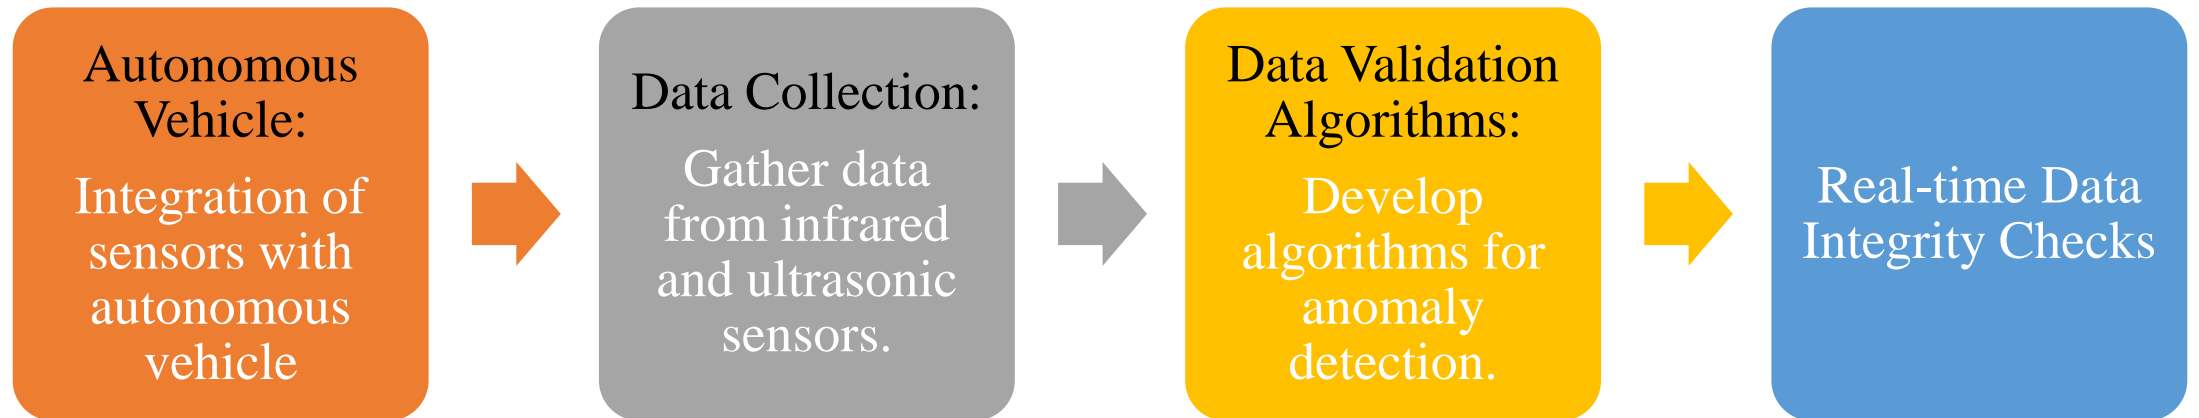 Autonomous
Vehicle:
Integration of
sensors with
autonomous
vehicle
Data Collection:
Gather data
from infrared
and ultrasonic
sensors.
Data Validation
Algorithms:
Develop
algorithms for
anomaly
detection.
Real-time Data
Integrity Checks